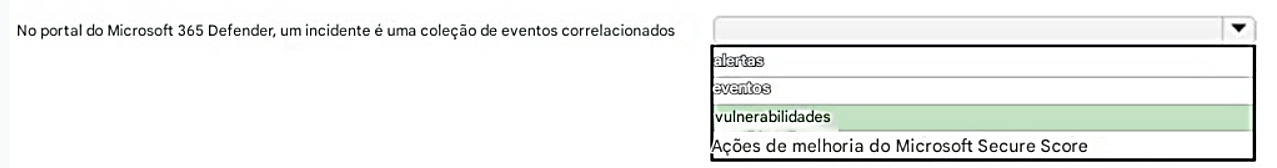 No portal do Microsoft 365 Defender, um incidente é uma coleção de eventos correlacionados
alertas
eventos
vulnerabilidades
Ações de melhoria do Microsoft Secure Score